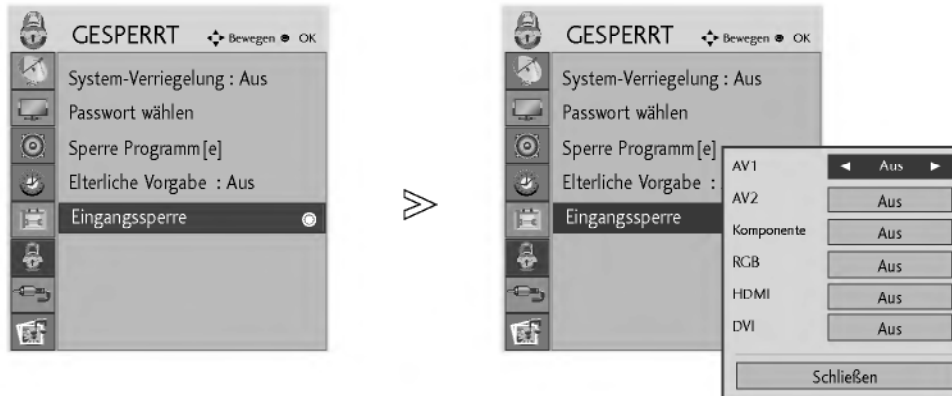 GESPERRT Bewegen OK
System-Verriegelung : Aus
Passwort wählen
Sperre Programm[e]
Elterliche Vorgabe : Aus
Eingangssperre
GESPERRT Bewegen OK
System-Verriegelung : Aus
Passwort wählen
Sperre Programm[e]
Elterliche Vorgabe :
Eingangssperre
AV1 ◄ Aus ►
AV2 Aus
Komponente Aus
RGB Aus
HDMI Aus
DVI Aus
Schließen